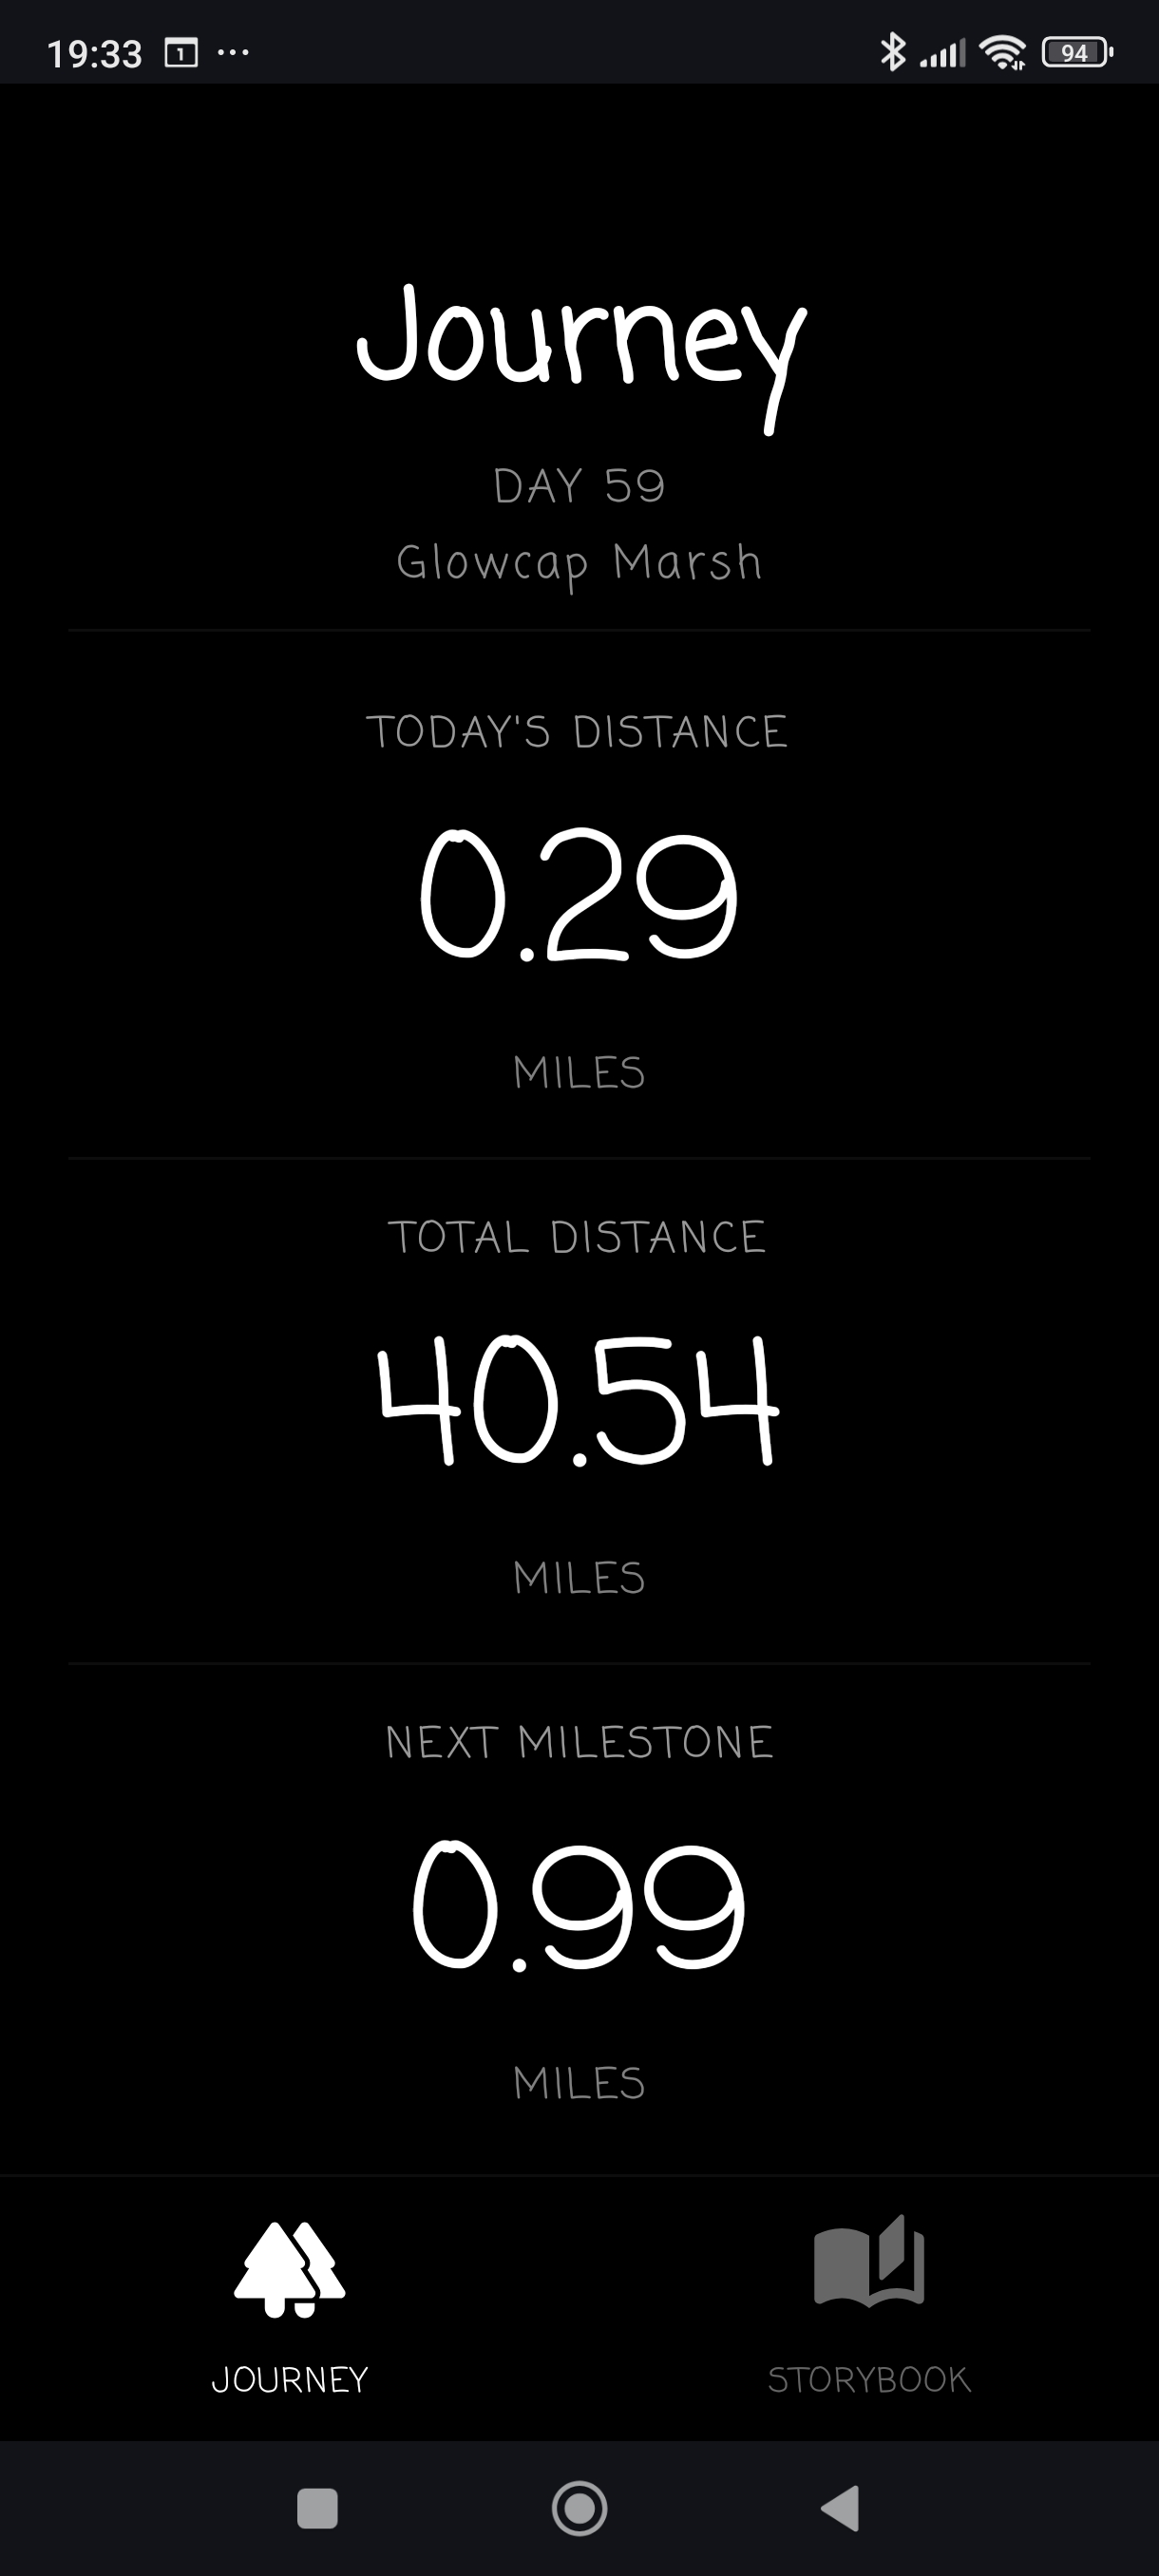 19:33 1 ... 94
Journey
DAY 59
Glowcap Marsh
TODAY'S DISTANCE
0.29
MILES
TOTAL DISTANCE
40.54
MILES
NEXT MILESTONE
0.99
MILES
JOURNEY STORYBOOK